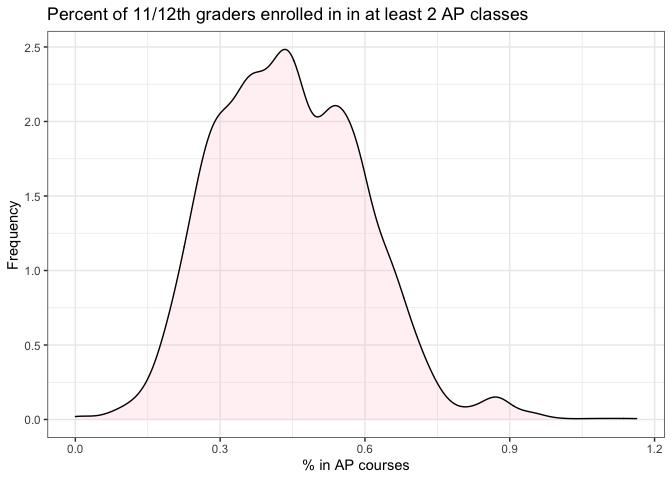 Percent of 11/12th graders enrolled in in at least 2 AP classes
2.5
2.0
1.5
1.0
0.5
0.0
Frequency
0.0 0.3 0.6 0.9 1.2
% in AP courses